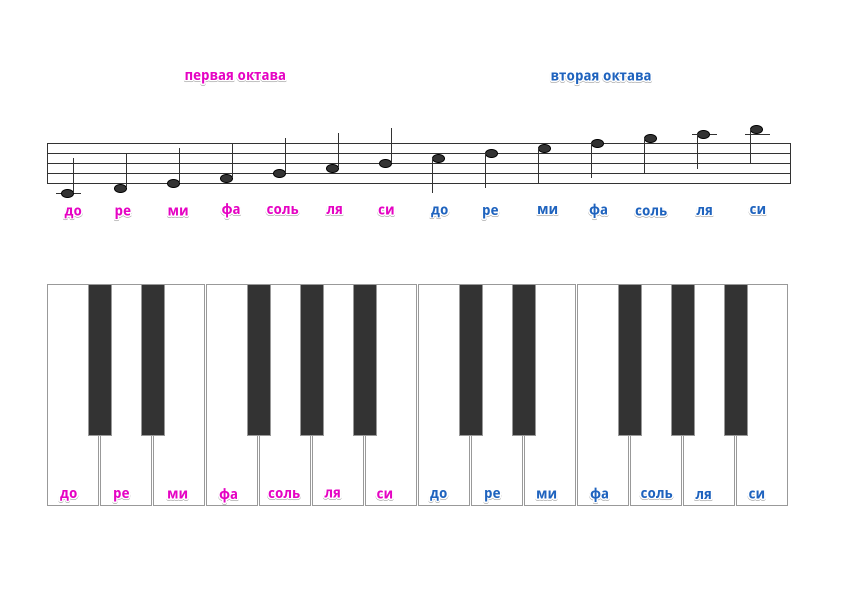 первая октава вторая октава
до ре ми фа соль ля си до ре ми фа соль ля си
до ре ми фа соль ля си до ре ми фа соль ля си